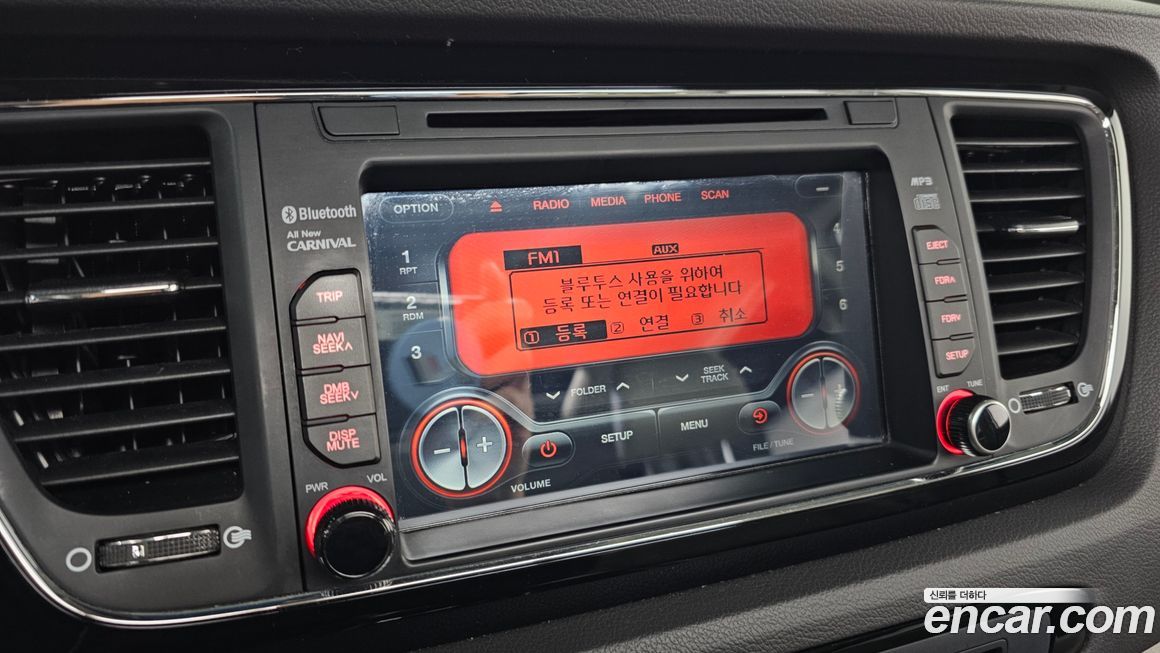 Bluetooth
All New
CARNIVAL
TRIP
NAVI
SEEK∧
DMB
SEEK∨
DISP
MUTE
PWR VOL
OPTION
RADIO MEDIA PHONE SCAN
1
RPT
2
RDM
3
4
5
6
FM1 AUX
블루투스 사용을 위하여
등록 또는 연결이 필요합니다
① 등록 ② 연결 ③ 취소
∨ FOLDER ∧
∨ SEEK TRACK ∧
− +
VOLUME
SETUP
MENU
FILE / TUNE
MP3
EJECT
FDR∧
FDR∨
SETUP
ENT TUNE
신뢰를 더하다
encar.com